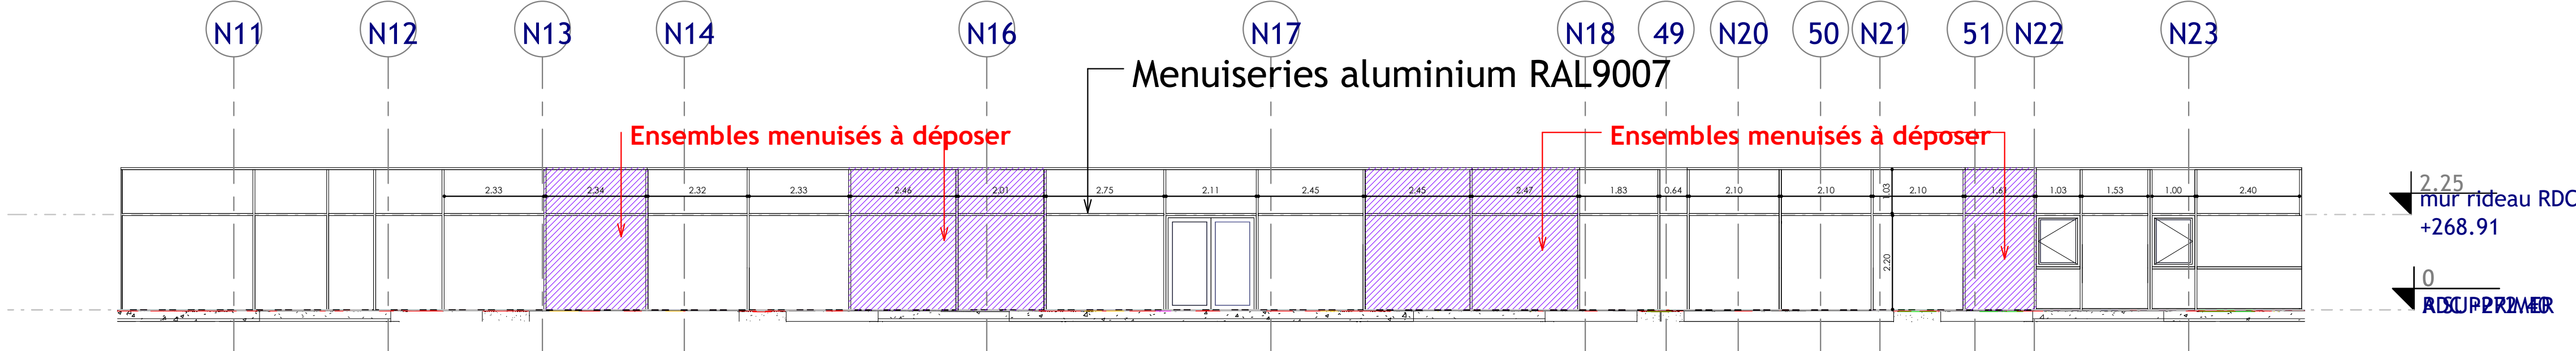 N11 N12 N13 N14 N16 N17 N18 49 N20 50 N21 51 N22 N23
Menuiseries aluminium RAL9007
Ensembles menuisés à déposer
Ensembles menuisés à déposer
2.33 2.34 2.32 2.33 2.46 2.01 2.75 2.11 2.45 2.45 2.47 1.83 0.64 2.10 2.10 2.10 1.61 1.03 1.53 1.00 2.40
1.03
2.20
2.25
mur rideau RDC
+268.91
0